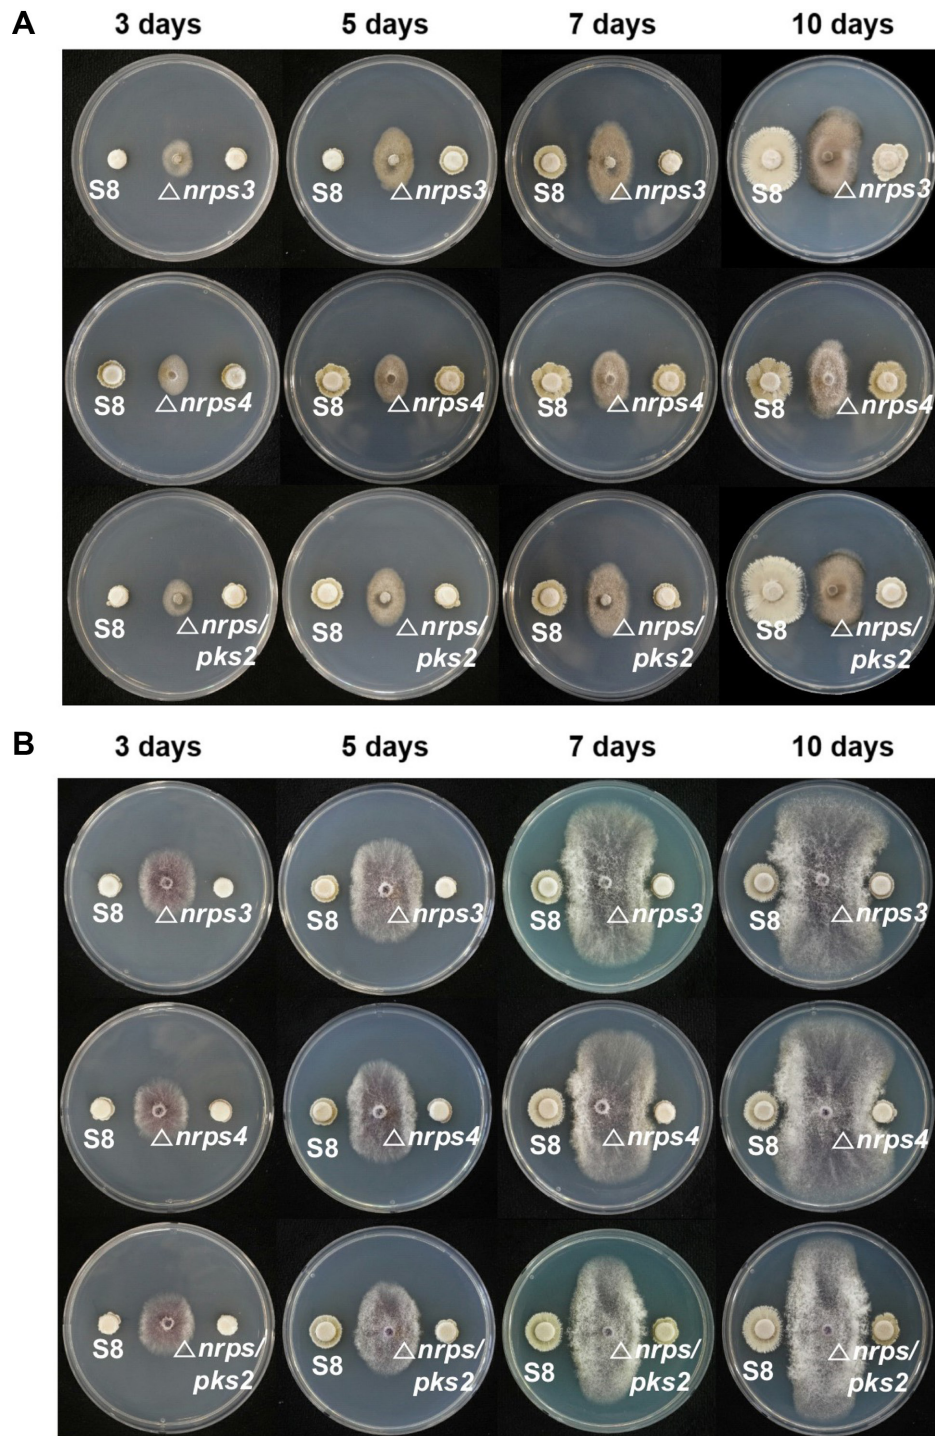 A
3 days 5 days 7 days 10 days
S8 △nrps3 S8 △nrps3 S8 △nrps3 S8 △nrps3
S8 △nrps4 S8 △nrps4 S8 △nrps4 S8 △nrps4
S8 △nrps/ S8 △nrps/ S8 △nrps/ S8 △nrps/
pks2 pks2 pks2 pks2
B
3 days 5 days 7 days 10 days
S8 △nrps3 S8 △nrps3 S8 △nrps3 S8 △nrps3
S8 △nrps4 S8 △nrps4 S8 △nrps4 S8 △nrps4
S8 △nrps/ S8 △nrps/ S8 △nrps/ S8 △nrps/
pks2 pks2 pks2 pks2